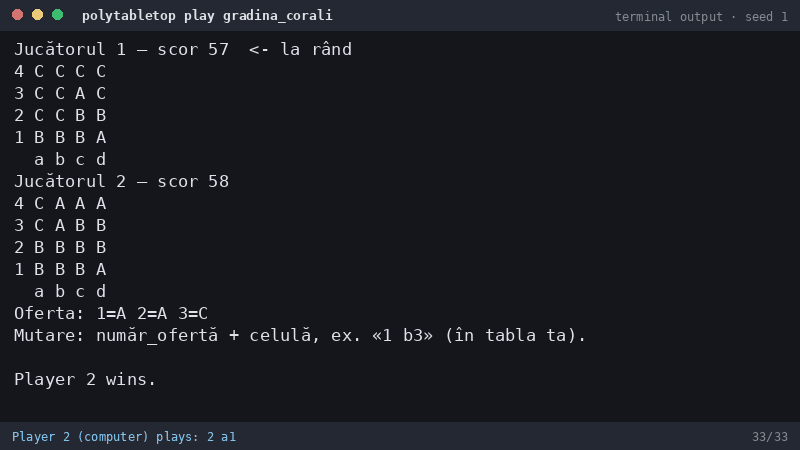 polytabletop play gradina_corali
terminal output · seed 1
Jucătorul 1 — scor 57  <- la rând
4 C C C C
3 C C A C
2 C C B B
1 B B B A
  a b c d
Jucătorul 2 — scor 58
4 C A A A
3 C A B B
2 B B B B
1 B B B A
  a b c d
Oferta: 1=A 2=A 3=C
Mutare: număr_ofertă + celulă, ex. «1 b3» (în tabla ta).
Player 2 wins.
Player 2 (computer) plays: 2 a1
33/33